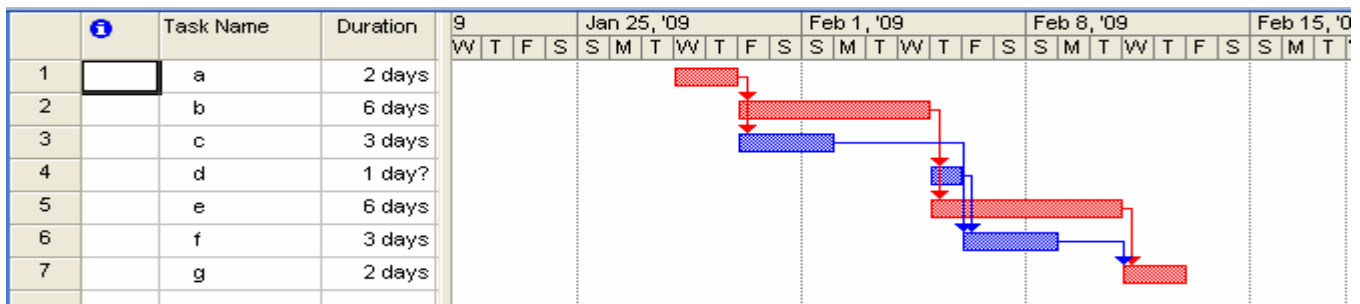 i Task Name Duration 9 Jan 25, '09 Feb 1, '09 Feb 8, '09 Feb 15, '0
W T F S S M T W T F S S M T W T F S S M T W T F S S M T
1 a 2 days
2 b 6 days
3 c 3 days
4 d 1 day?
5 e 6 days
6 f 3 days
7 g 2 days